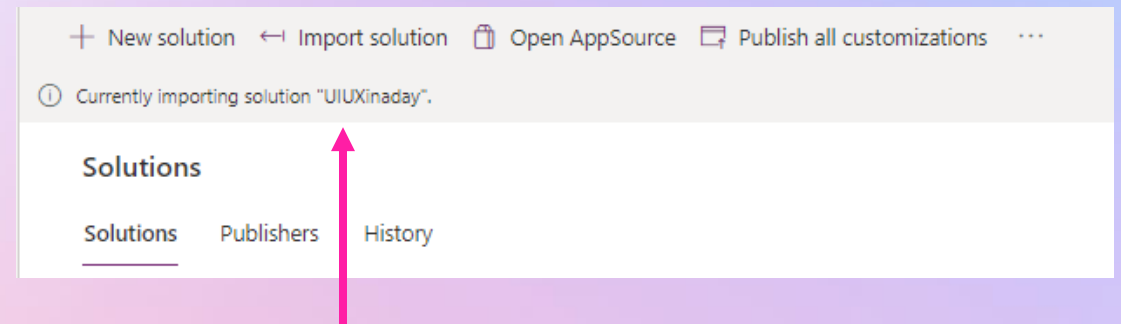 New solution Import solution Open AppSource Publish all customizations ···
Currently importing solution "UIUXinaday".
Solutions
Solutions Publishers History